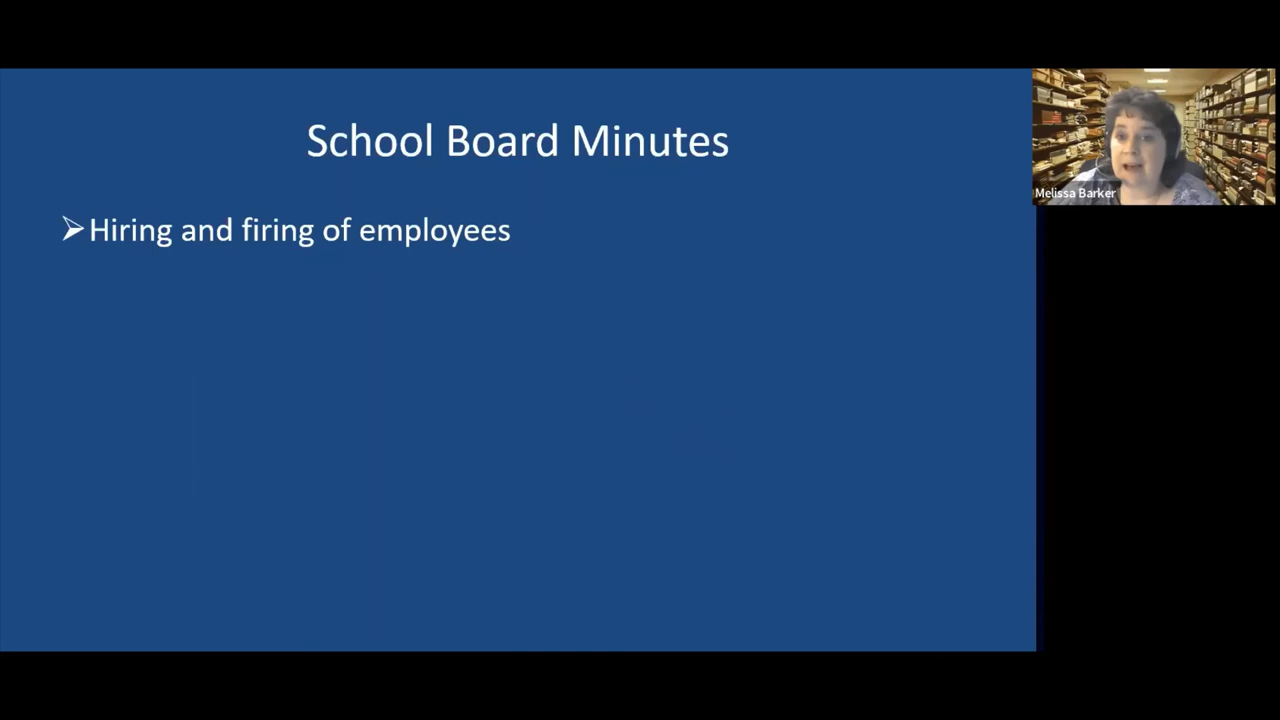 School Board Minutes
Hiring and firing of employees
Melissa Barker